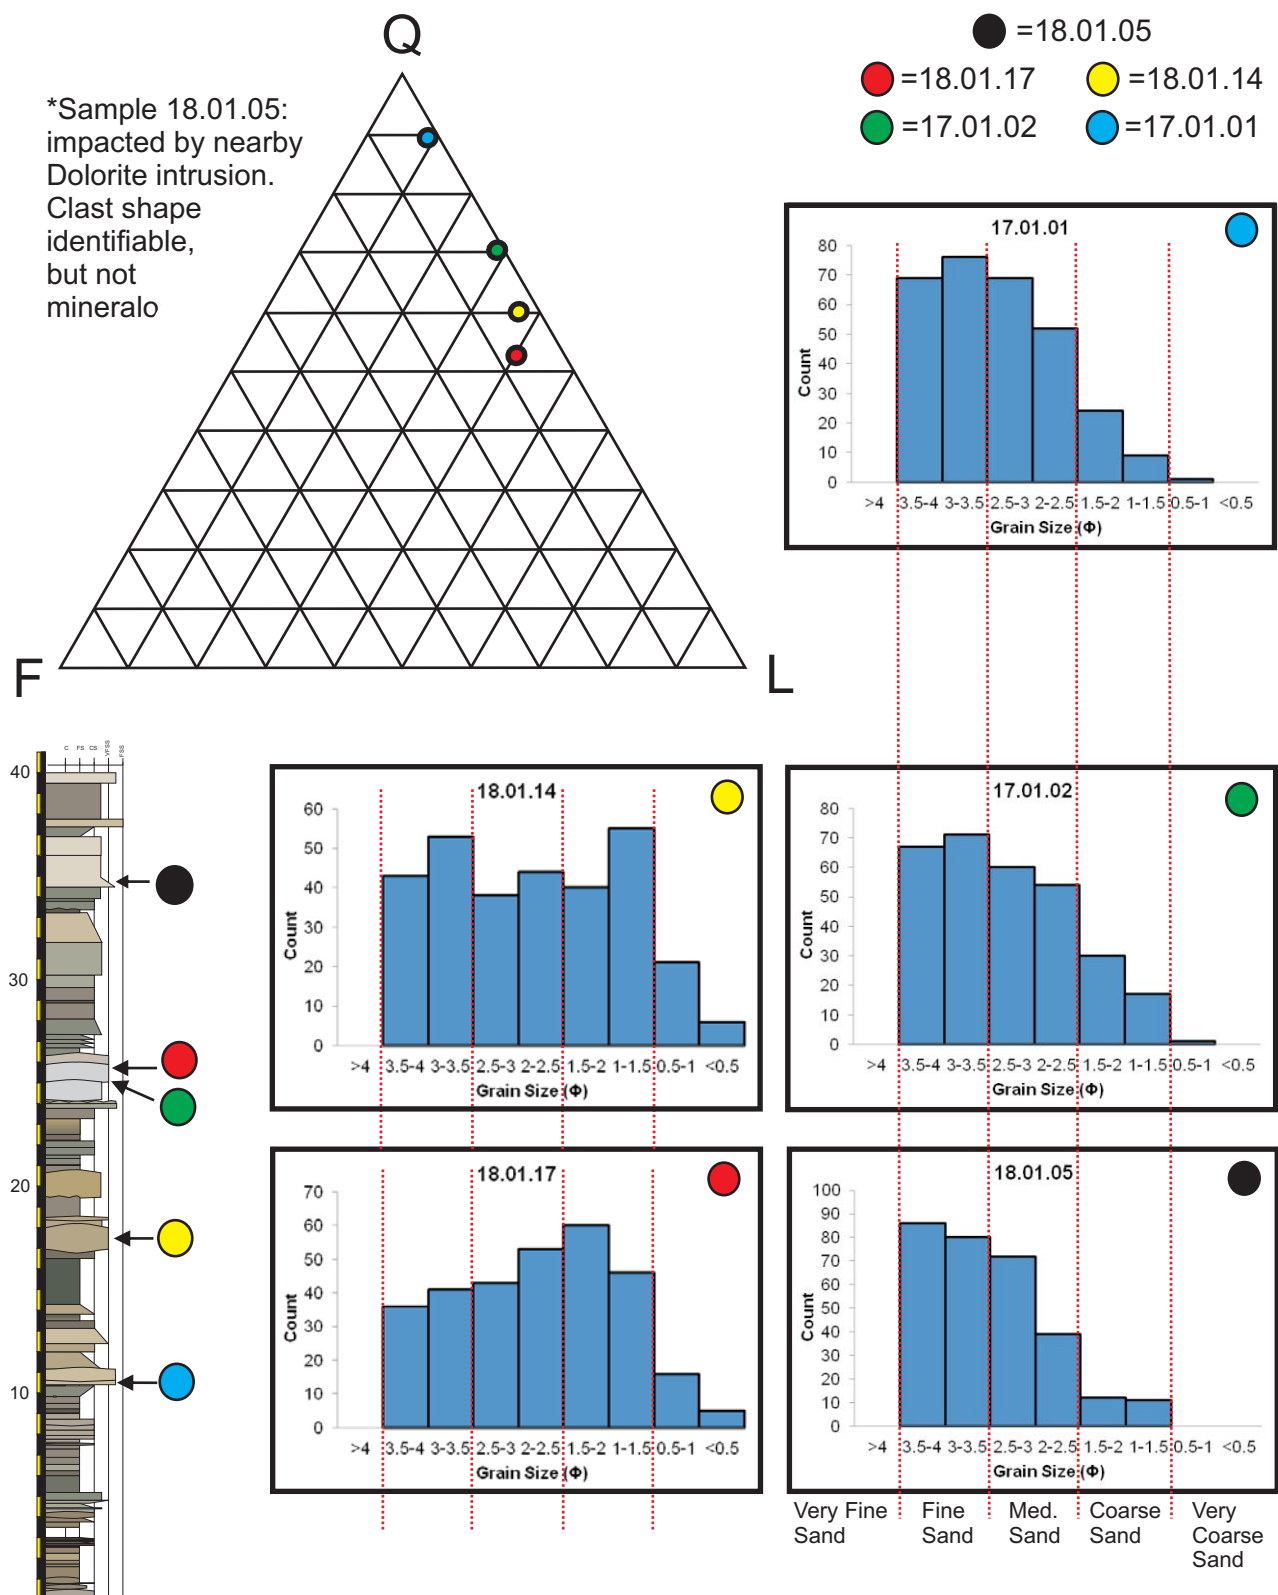 Q
=18.01.05
=18.01.17
=18.01.14
=17.01.02
=17.01.01
*Sample 18.01.05:
impacted by nearby
Dolorite intrusion.
Clast shape
identifiable,
but not
mineralo
F
L
17.01.01
80
70
60
50
40
30
20
10
0
Count
>4 3.5-4 3-3.5 2.5-3 2-2.5 1.5-2 1-1.5 0.5-1 <0.5
Grain Size (Φ)
C FS CS VFSS FSS
40
30
20
10
18.01.14
60
50
40
30
20
10
0
Count
>4 3.5-4 3-3.5 2.5-3 2-2.5 1.5-2 1-1.5 0.5-1 <0.5
Grain Size (Φ)
17.01.02
80
70
60
50
40
30
20
10
0
Count
>4 3.5-4 3-3.5 2.5-3 2-2.5 1.5-2 1-1.5 0.5-1 <0.5
Grain Size (Φ)
18.01.17
70
60
50
40
30
20
10
0
Count
>4 3.5-4 3-3.5 2.5-3 2-2.5 1.5-2 1-1.5 0.5-1 <0.5
Grain Size (Φ)
18.01.05
100
90
80
70
60
50
40
30
20
10
0
Count
>4 3.5-4 3-3.5 2.5-3 2-2.5 1.5-2 1-1.5 0.5-1 <0.5
Grain Size (Φ)
Very Fine
Sand
Fine
Sand
Med.
Sand
Coarse
Sand
Very
Coarse
Sand